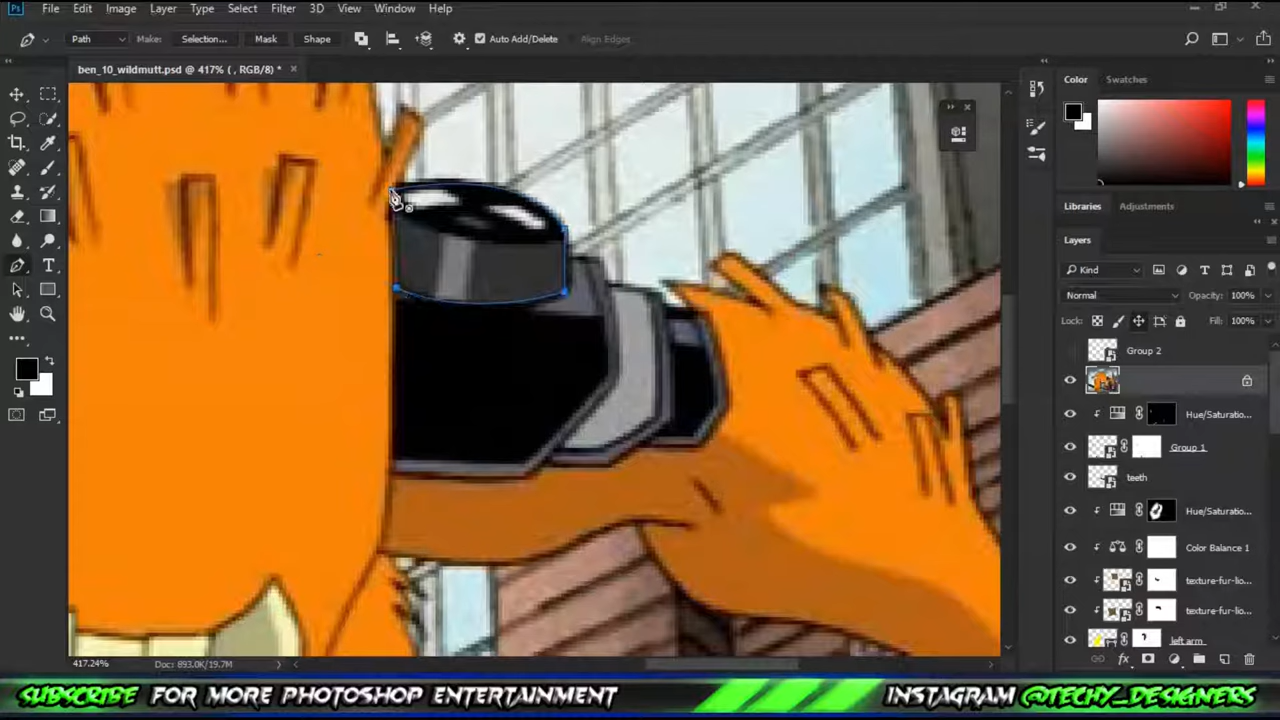 Ps File Edit Image Layer Type Select Filter 3D View Window Help
Path Make: Selection... Mask Shape Auto Add/Delete Align Edges
ben_10_wildmutt.psd @ 417% ( , RGB/8) *
Color Swatches
Libraries Adjustments
Layers
Kind
Normal Opacity: 100%
Lock: Fill: 100%
Group 2
Hue/Saturatio...
Group 1
teeth
Hue/Saturatio...
Color Balance 1
texture-fur-lio...
texture-fur-lio...
left arm
417.24% Doc: 893.0K/19.7M
SUBSCRIBE FOR MORE PHOTOSHOP ENTERTAINMENT INSTAGRAM @TECHY_DESIGNERS